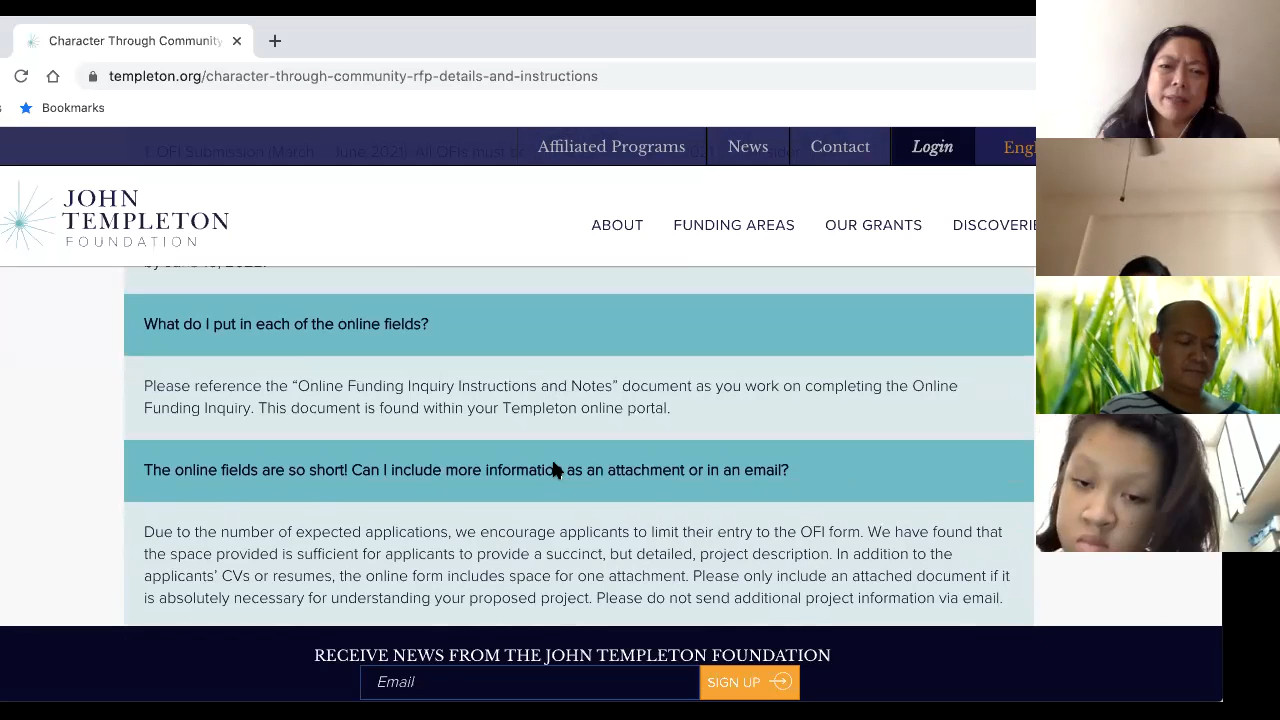 Character Through Community
templeton.org/character-through-community-rfp-details-and-instructions
Bookmarks
Affiliated Programs News Contact Login
JOHN
TEMPLETON
FOUNDATION
ABOUT FUNDING AREAS OUR GRANTS
What do I put in each of the online fields?
Please reference the “Online Funding Inquiry Instructions and Notes” document as you work on completing the Online
Funding Inquiry. This document is found within your Templeton online portal.
The online fields are so short! Can I include more information as an attachment or in an email?
Due to the number of expected applications, we encourage applicants to limit their entry to the OFI form. We have found that
the space provided is sufficient for applicants to provide a succinct, but detailed, project description. In addition to the
applicants’ CVs or resumes, the online form includes space for one attachment. Please only include an attached document if it
is absolutely necessary for understanding your proposed project. Please do not send additional project information via email.
RECEIVE NEWS FROM THE JOHN TEMPLETON FOUNDATION
Email
SIGN UP